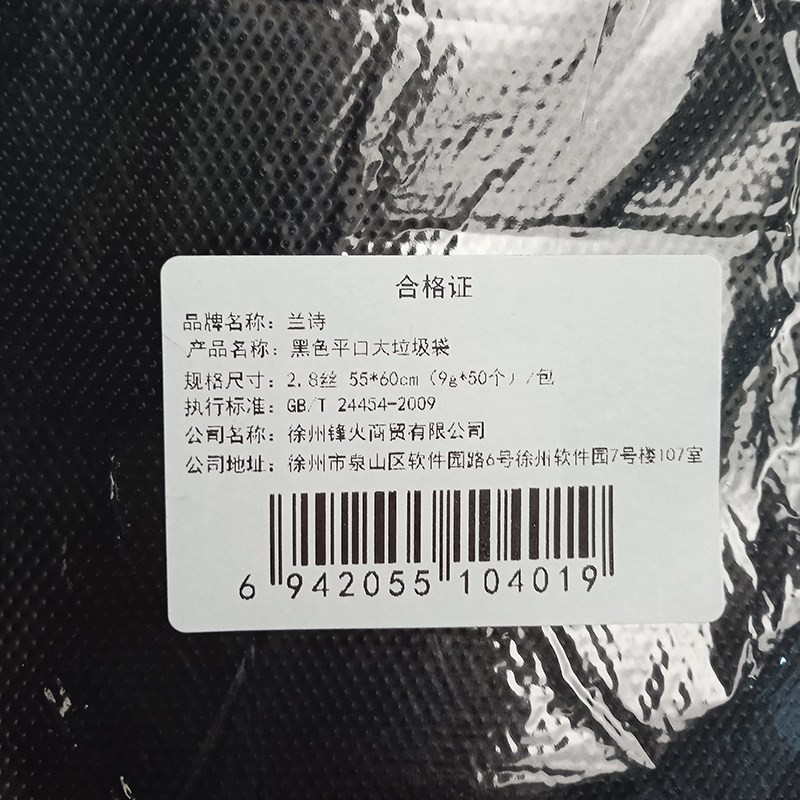 合格证
品牌名称：兰诗
产品名称：黑色平口大垃圾袋
规格尺寸：2.8丝 55*60cm（9g*50个）/包
执行标准：GB/T 24454-2009
公司名称：徐州锋火商贸有限公司
公司地址：徐州市泉山区软件园路6号徐州软件园7号楼107室
6 942055 104019